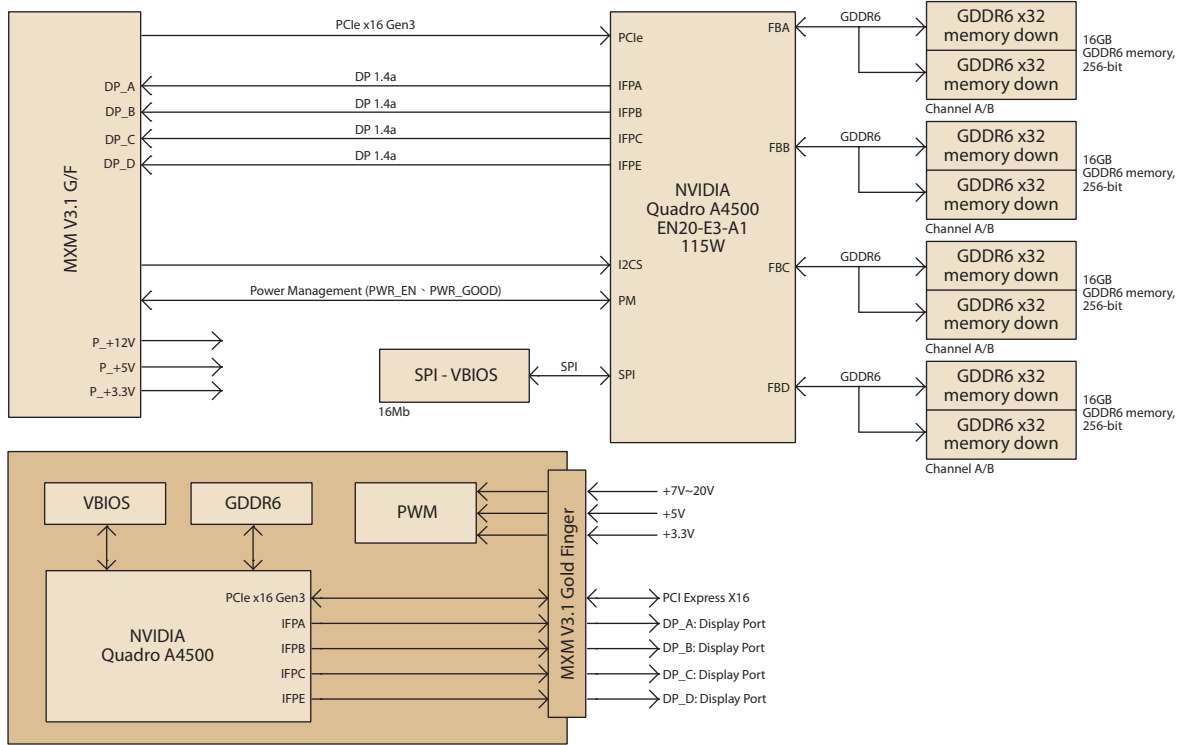 MXM V3.1 G/F
PCIe x16 Gen3
PCIe
DP_A
DP 1.4a
IFPA
DP_B
DP 1.4a
IFPB
DP_C
DP 1.4a
IFPC
DP_D
DP 1.4a
IFPE
NVIDIA
Quadro A4500
EN20-E3-A1
115W
I2CS
Power Management (PWR_EN、PWR_GOOD)
PM
P_+12V
P_+5V
P_+3.3V
SPI - VBIOS
16Mb
SPI
SPI
FBA
GDDR6
GDDR6 x32
memory down
GDDR6 x32
memory down
Channel A/B
16GB
GDDR6 memory,
256-bit
FBB
GDDR6
GDDR6 x32
memory down
GDDR6 x32
memory down
Channel A/B
16GB
GDDR6 memory,
256-bit
FBC
GDDR6
GDDR6 x32
memory down
GDDR6 x32
memory down
Channel A/B
16GB
GDDR6 memory,
256-bit
FBD
GDDR6
GDDR6 x32
memory down
GDDR6 x32
memory down
Channel A/B
16GB
GDDR6 memory,
256-bit
VBIOS
GDDR6
PWM
MXM V3.1 Gold Finger
+7V~20V
+5V
+3.3V
NVIDIA
Quadro A4500
PCIe x16 Gen3
IFPA
IFPB
IFPC
IFPE
PCI Express X16
DP_A: Display Port
DP_B: Display Port
DP_C: Display Port
DP_D: Display Port